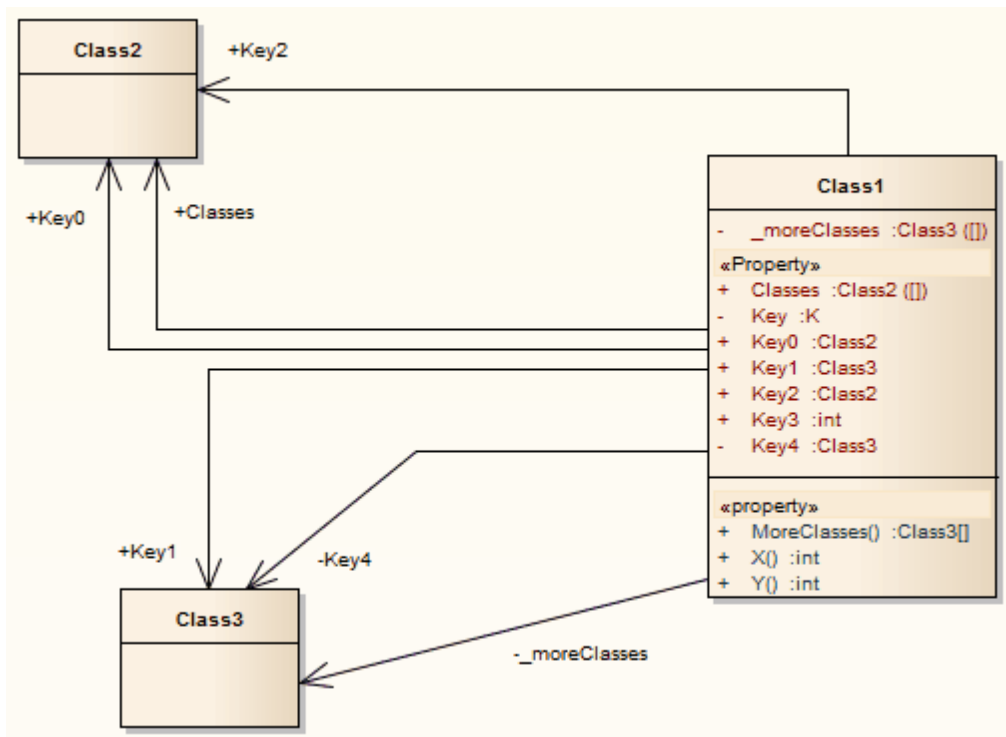 Class2
+Key2
+Key0
+Classes
Class1
- _moreClasses :Class3 ([])
«Property»
+ Classes :Class2 ([])
- Key :K
+ Key0 :Class2
+ Key1 :Class3
+ Key2 :Class2
+ Key3 :int
- Key4 :Class3
«property»
+ MoreClasses() :Class3[]
+ X() :int
+ Y() :int
+Key1
-Key4
Class3
-_moreClasses